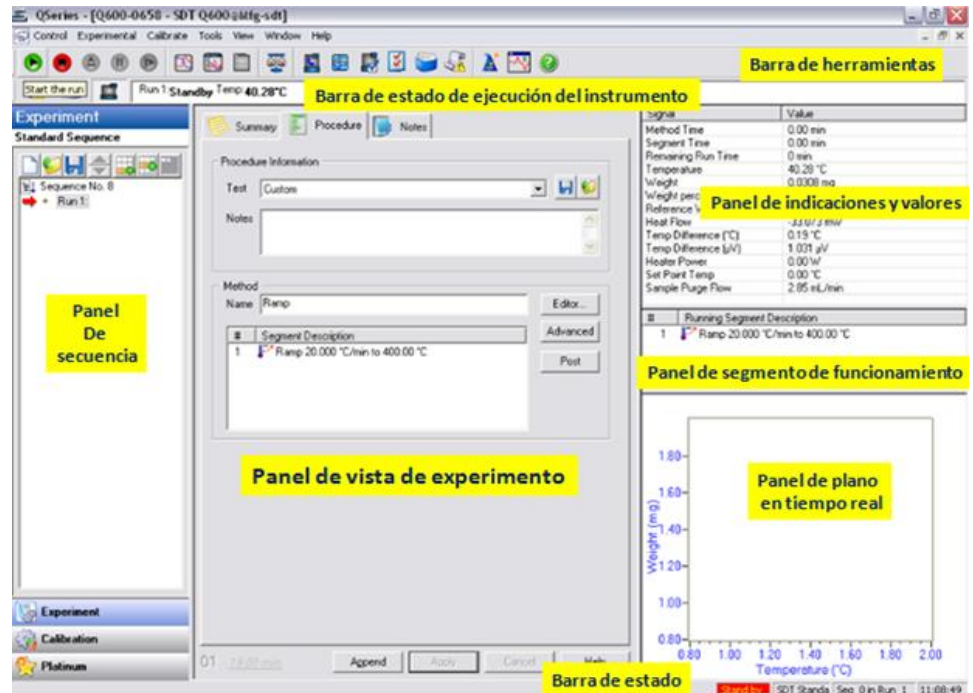 QSeries - [Q600-0658 - SDT Q600@Mfg-sdt]
Control Experimental Calibrate Tools View Window Help
Barra de herramientas
Start the run Run 1 Standby Temp 40.28°C
Barra de estado de ejecución del instrumento
Experiment
Standard Sequence
Sequence No. 8
Run 1:
Panel
De
secuencia
Experiment
Calibration
Platinum
Summary Procedure Notes
Procedure Information
Test Custom
Notes
Method
Name Ramp Editor...
# Segment Description Advanced
1 Ramp 20.000 °C/min to 400.00 °C
Post
Panel de vista de experimento
01
Append Apply Cancel Help
Signal Value
Method Time 0.00 min
Segment Time 0.00 min
Remaining Run Time 0 min
Temperature 40.28 °C
Weight 0.0308 mg
Weight perc
Panel de indicaciones y valores
Reference
Heat Flow -33.073 mW
Temp Difference (°C) 0.19 °C
Temp Difference (µV) 1.031 µV
Heater Power 0.00 W
Set Point Temp 0.00 °C
Sample Purge Flow 2.85 mL/min
# Running Segment Description
1 Ramp 20.000 °C/min to 400.00 °C
Panel de segmento de funcionamiento
Panel de plano
en tiempo real
Weight (mg)
1.80
1.60
1.40
1.20
1.00
0.80
0.80 1.00 1.20 1.40 1.60 1.80 2.00
Temperature (°C)
Barra de estado
Stand by SDT Standa Seg 0 in Run 1 11:08:49